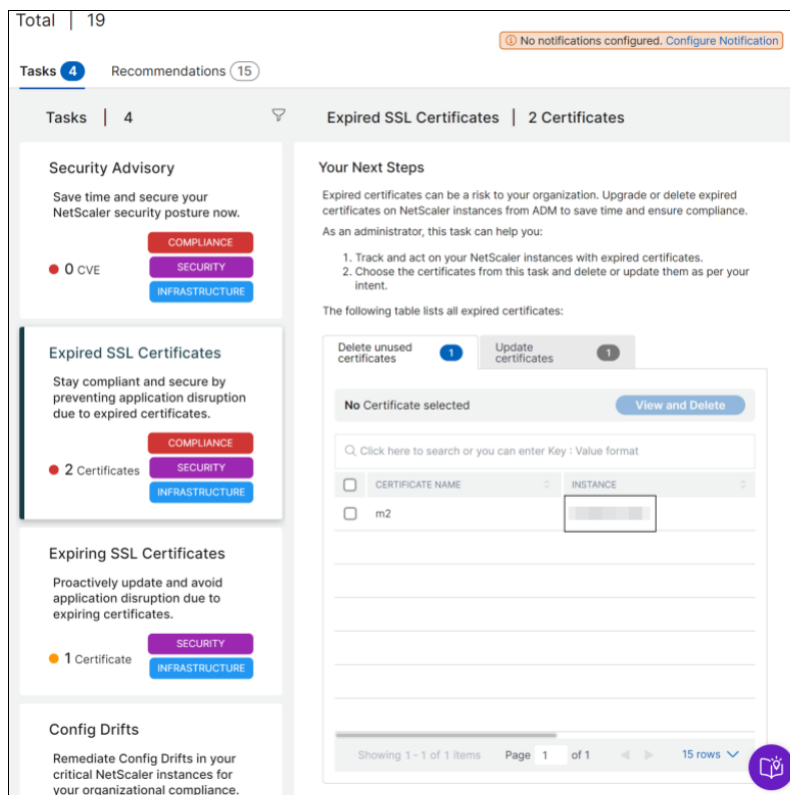 Total | 19
No notifications configured. Configure Notification
Tasks 4 Recommendations 15
Tasks | 4
Security Advisory
Save time and secure your
NetScaler security posture now.
COMPLIANCE
0 CVE
SECURITY
INFRASTRUCTURE
Expired SSL Certificates
Stay compliant and secure by
preventing application disruption
due to expired certificates.
COMPLIANCE
2 Certificates
SECURITY
INFRASTRUCTURE
Expiring SSL Certificates
Proactively update and avoid
application disruption due to
expiring certificates.
SECURITY
1 Certificate
INFRASTRUCTURE
Config Drifts
Remediate Config Drifts in your
critical NetScaler instances for
your organizational compliance.
Expired SSL Certificates | 2 Certificates
Your Next Steps
Expired certificates can be a risk to your organization. Upgrade or delete expired
certificates on NetScaler instances from ADM to save time and ensure compliance.
As an administrator, this task can help you:
1. Track and act on your NetScaler instances with expired certificates.
2. Choose the certificates from this task and delete or update them as per your
intent.
The following table lists all expired certificates:
Delete unused
certificates
1
Update
certificates
1
No Certificate selected View and Delete
Click here to search or you can enter Key : Value format
CERTIFICATE NAME INSTANCE
m2
Showing 1 - 1 of 1 items Page 1 of 1 15 rows